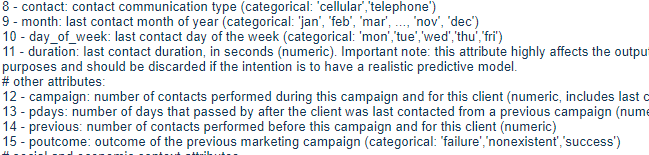 8 - contact: contact communication type (categorical: 'cellular','telephone')
9 - month: last contact month of year (categorical: 'jan', 'feb', 'mar', ..., 'nov', 'dec')
10 - day_of_week: last contact day of the week (categorical: 'mon','tue','wed','thu','fri')
11 - duration: last contact duration, in seconds (numeric). Important note: this attribute highly affects the outpu
purposes and should be discarded if the intention is to have a realistic predictive model.
# other attributes:
12 - campaign: number of contacts performed during this campaign and for this client (numeric, includes last c
13 - pdays: number of days that passed by after the client was last contacted from a previous campaign (nume
14 - previous: number of contacts performed before this campaign and for this client (numeric)
15 - poutcome: outcome of the previous marketing campaign (categorical: 'failure','nonexistent','success')
# social and economic context attributes